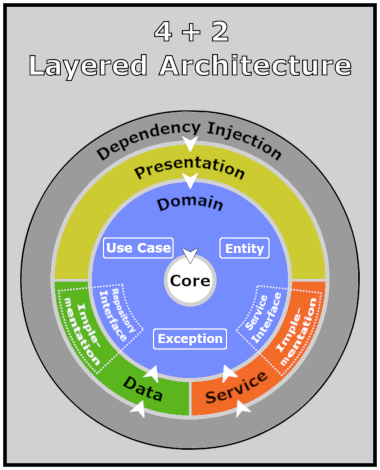 4 + 2
Layered Architecture
Dependency Injection
Presentation
Domain
Use Case
Entity
Core
Repository
Interface
Service
Interface
Imple-
mentation
Imple-
mentation
Exception
Data
Service